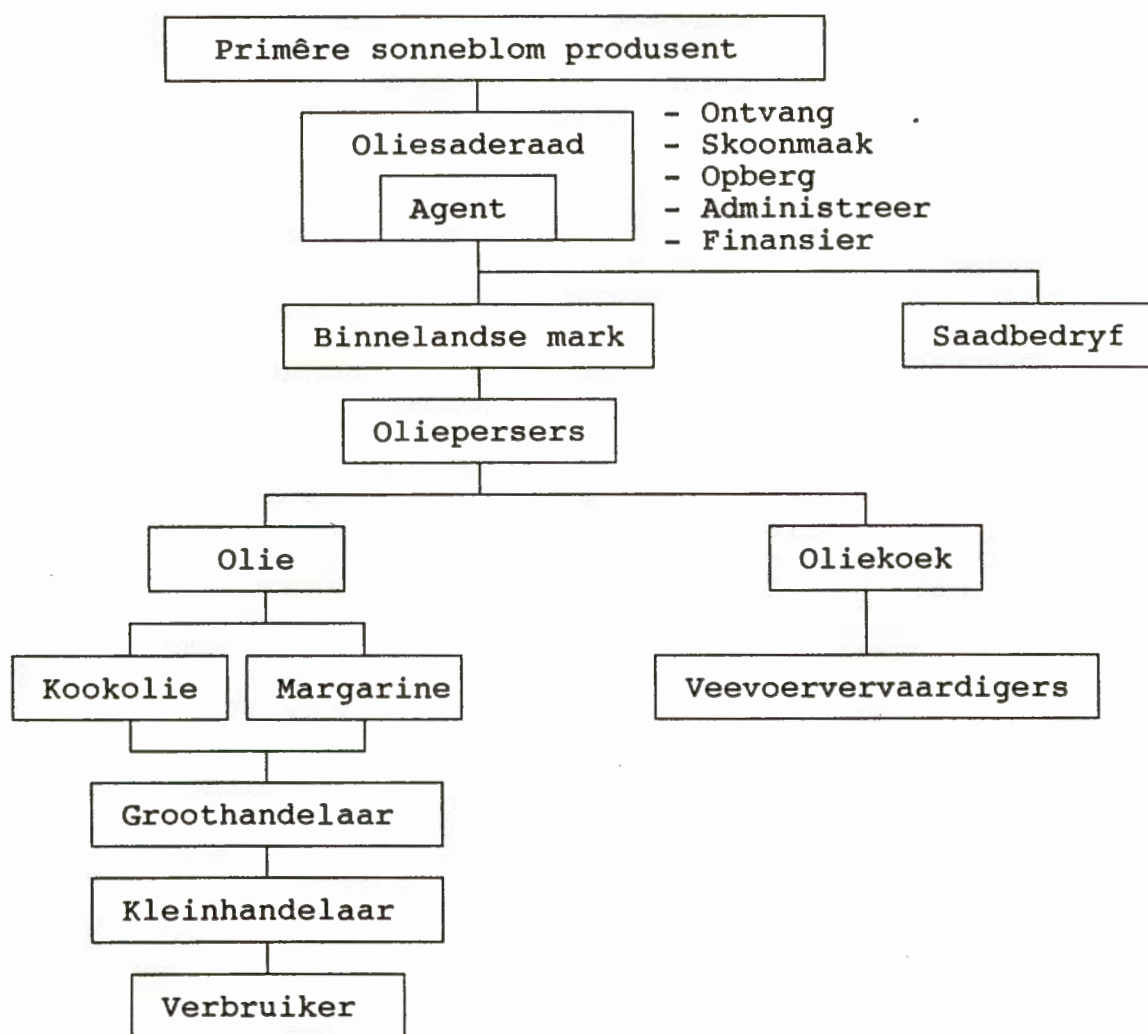 Primêre sonneblom produsent
Oliesaderaad
Agent
- Ontvang
- Skoonmaak
- Opberg
- Administreer
- Finansier
Binnelandse mark
Saadbedryf
Oliepersers
Olie
Oliekoek
Kookolie
Margarine
Veevoervervaardigers
Groothandelaar
Kleinhandelaar
Verbruiker